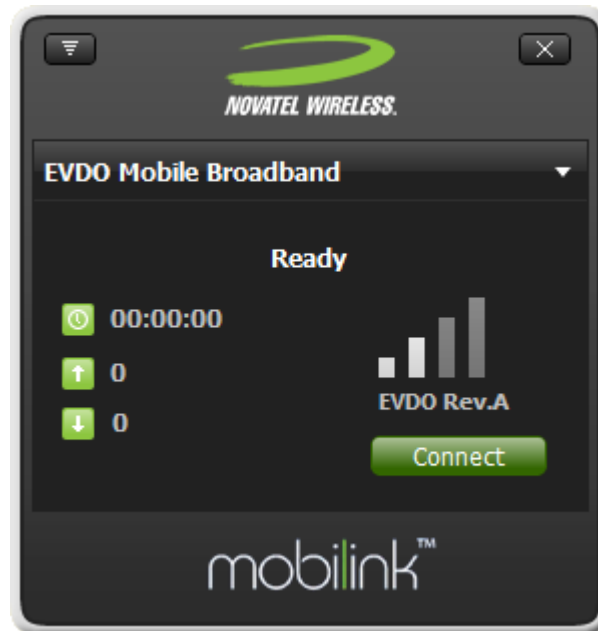 NOVATEL WIRELESS.
EVDO Mobile Broadband
Ready
00:00:00
0
0
EVDO Rev.A
Connect
mobilink™